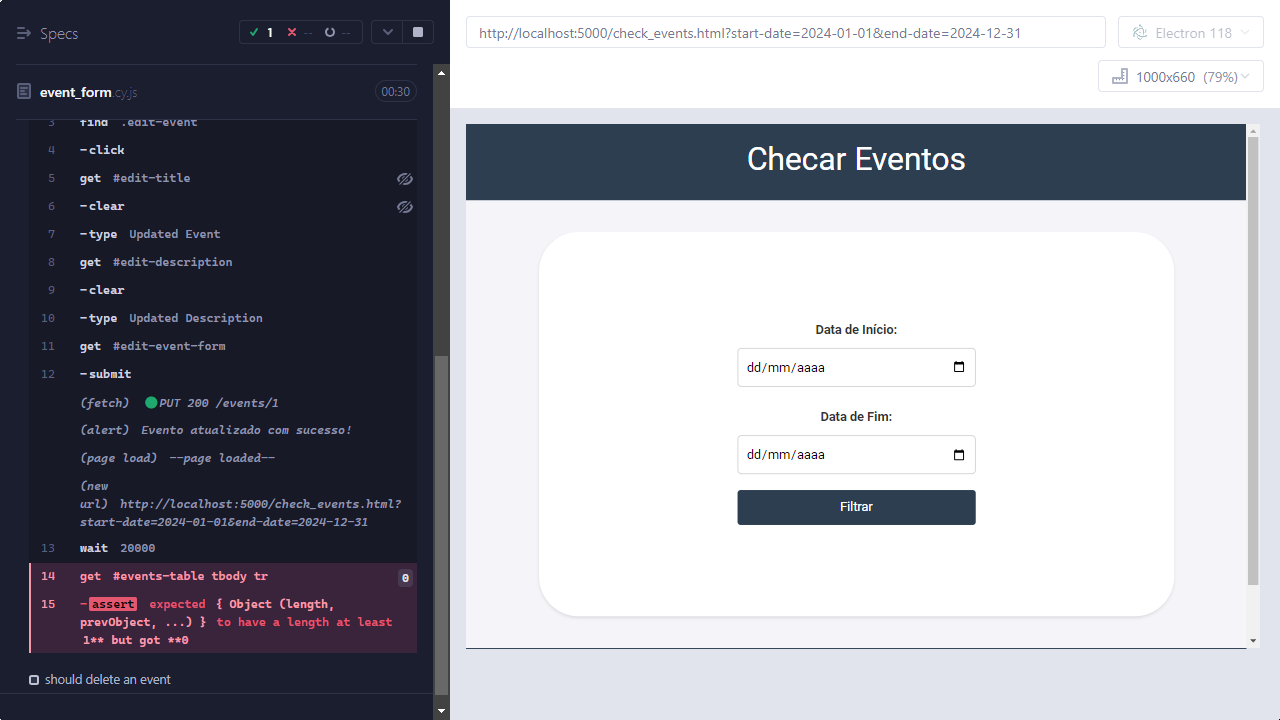 Specs
1
--
--
http://localhost:5000/check_events.html?start-date=2024-01-01&end-date=2024-12-31
Electron 118
1000x660 (79%)
event_form.cy.js
00:30
3 find .edit-event
4 -click
5 get #edit-title
6 -clear
7 -type Updated Event
8 get #edit-description
9 -clear
10 -type Updated Description
11 get #edit-event-form
12 -submit
(fetch) PUT 200 /events/1
(alert) Evento atualizado com sucesso!
(page load) --page loaded--
(new
url) http://localhost:5000/check_events.html?
start-date=2024-01-01&end-date=2024-12-31
13 wait 20000
14 get #events-table tbody tr 0
15 -assert expected { Object (length,
prevObject, ...) } to have a length at least
1** but got **0
should delete an event
Checar Eventos
Data de Início:
dd/mm/aaaa
Data de Fim:
dd/mm/aaaa
Filtrar